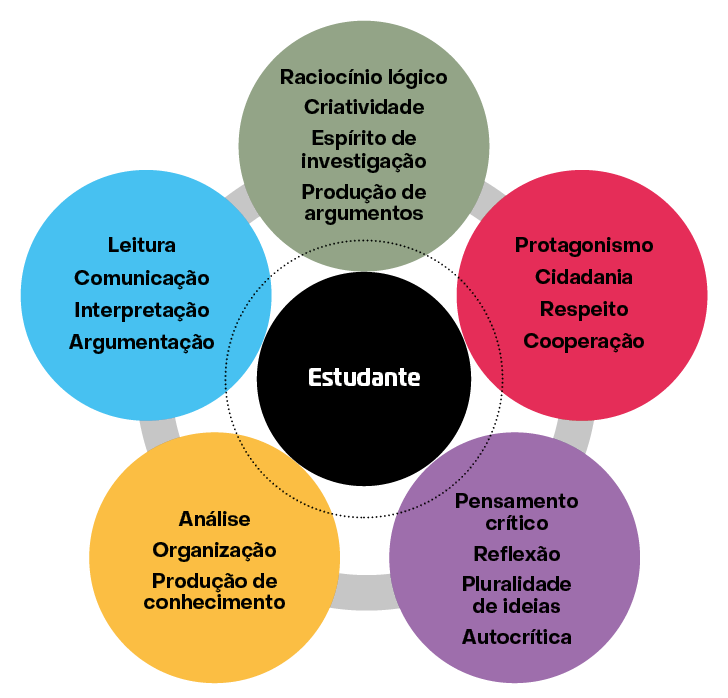 Raciocínio lógico
Criatividade
Espírito de
investigação
Produção de
argumentos
Leitura
Comunicação
Interpretação
Argumentação
Protagonismo
Cidadania
Respeito
Cooperação
Estudante
Análise
Organização
Produção de
conhecimento
Pensamento
crítico
Reflexão
Pluralidade
de ideias
Autocrítica